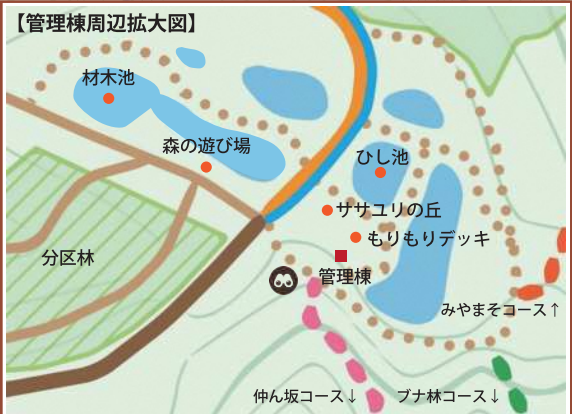 【管理棟周辺拡大図】
材木池
森の遊び場
ひし池
ササユリの丘
もりもりデッキ
分区林
管理棟
みやまそコース↑
仲ん坂コース↓
ブナ林コース↓